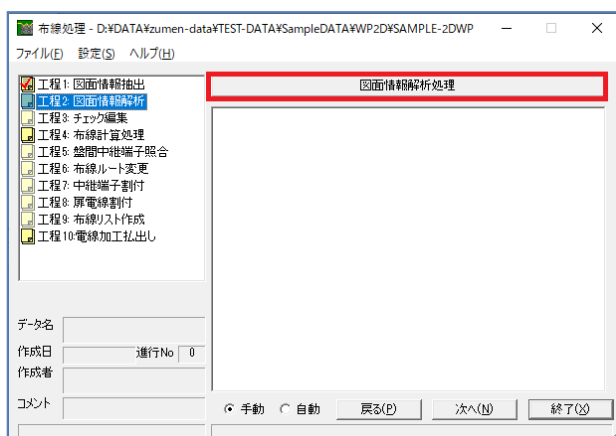 布線処理 - D:¥DATA¥zumen-data¥TEST-DATA¥SampleDATA¥WP2D¥SAMPLE-2DWP
ファイル(F) 設定(S) ヘルプ(H)
工程1: 図面情報抽出
工程2: 図面情報解析
工程3: チェック編集
工程4: 布線計算処理
工程5: 盤間中継端子照合
工程6: 布線ルート変更
工程7: 中継端子割付
工程8: 扉電線割付
工程9: 布線リスト作成
工程10:電線加工払出し
図面情報解析処理
データ名
作成日 進行No 0
作成者
コメント
手動 自動 戻る(P) 次へ(N) 終了(X)